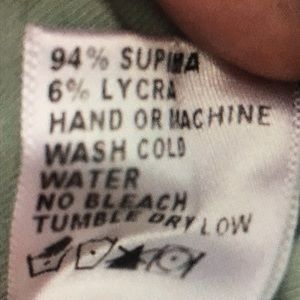 94% SUPIMA
6% LYCRA
HAND OR MACHINE
WASH COLD
WATER
NO BLEACH
TUMBLE DRY LOW